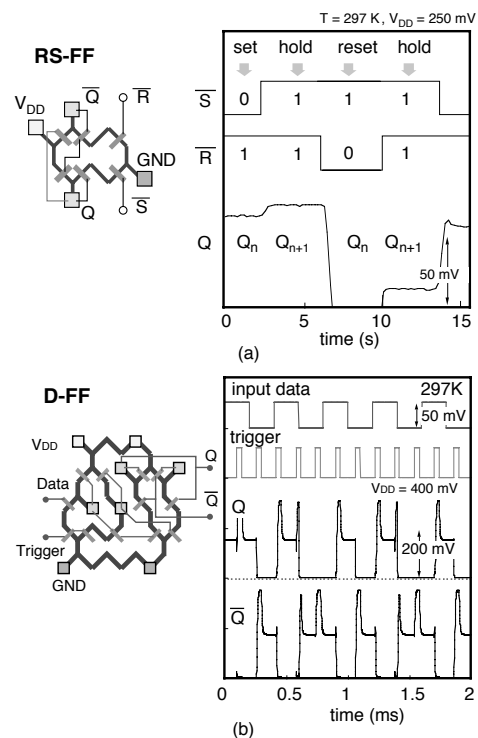 T = 297 K, V_DD = 250 mV
RS-FF
set hold reset hold
S̅ 0 1 1 1
R̅ 1 1 0 1
Q Q_n Q_n+1 Q_n Q_n+1
50 mV
0 5 10 15
time (s)
V_DD Q̅ R̅
GND
Q S̅
(a)
D-FF
V_DD
Data
Trigger
GND
Q
Q̅
input data 297K
50 mV
trigger
V_DD = 400 mV
Q
200 mV
Q̅
0 0.5 1 1.5 2
time (ms)
(b)